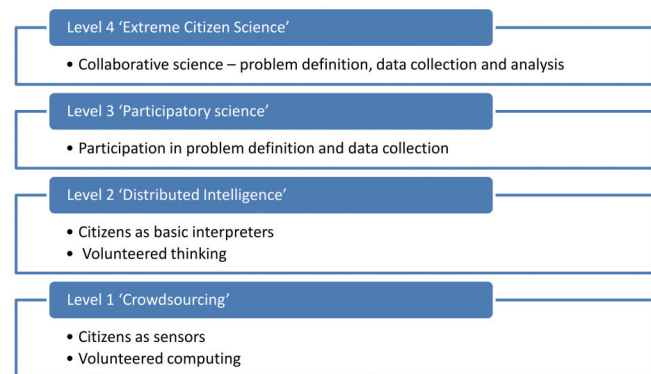 Level 4 ‘Extreme Citizen Science’
• Collaborative science – problem definition, data collection and analysis
Level 3 ‘Participatory science’
• Participation in problem definition and data collection
Level 2 ‘Distributed Intelligence’
• Citizens as basic interpreters
• Volunteered thinking
Level 1 ‘Crowdsourcing’
• Citizens as sensors
• Volunteered computing